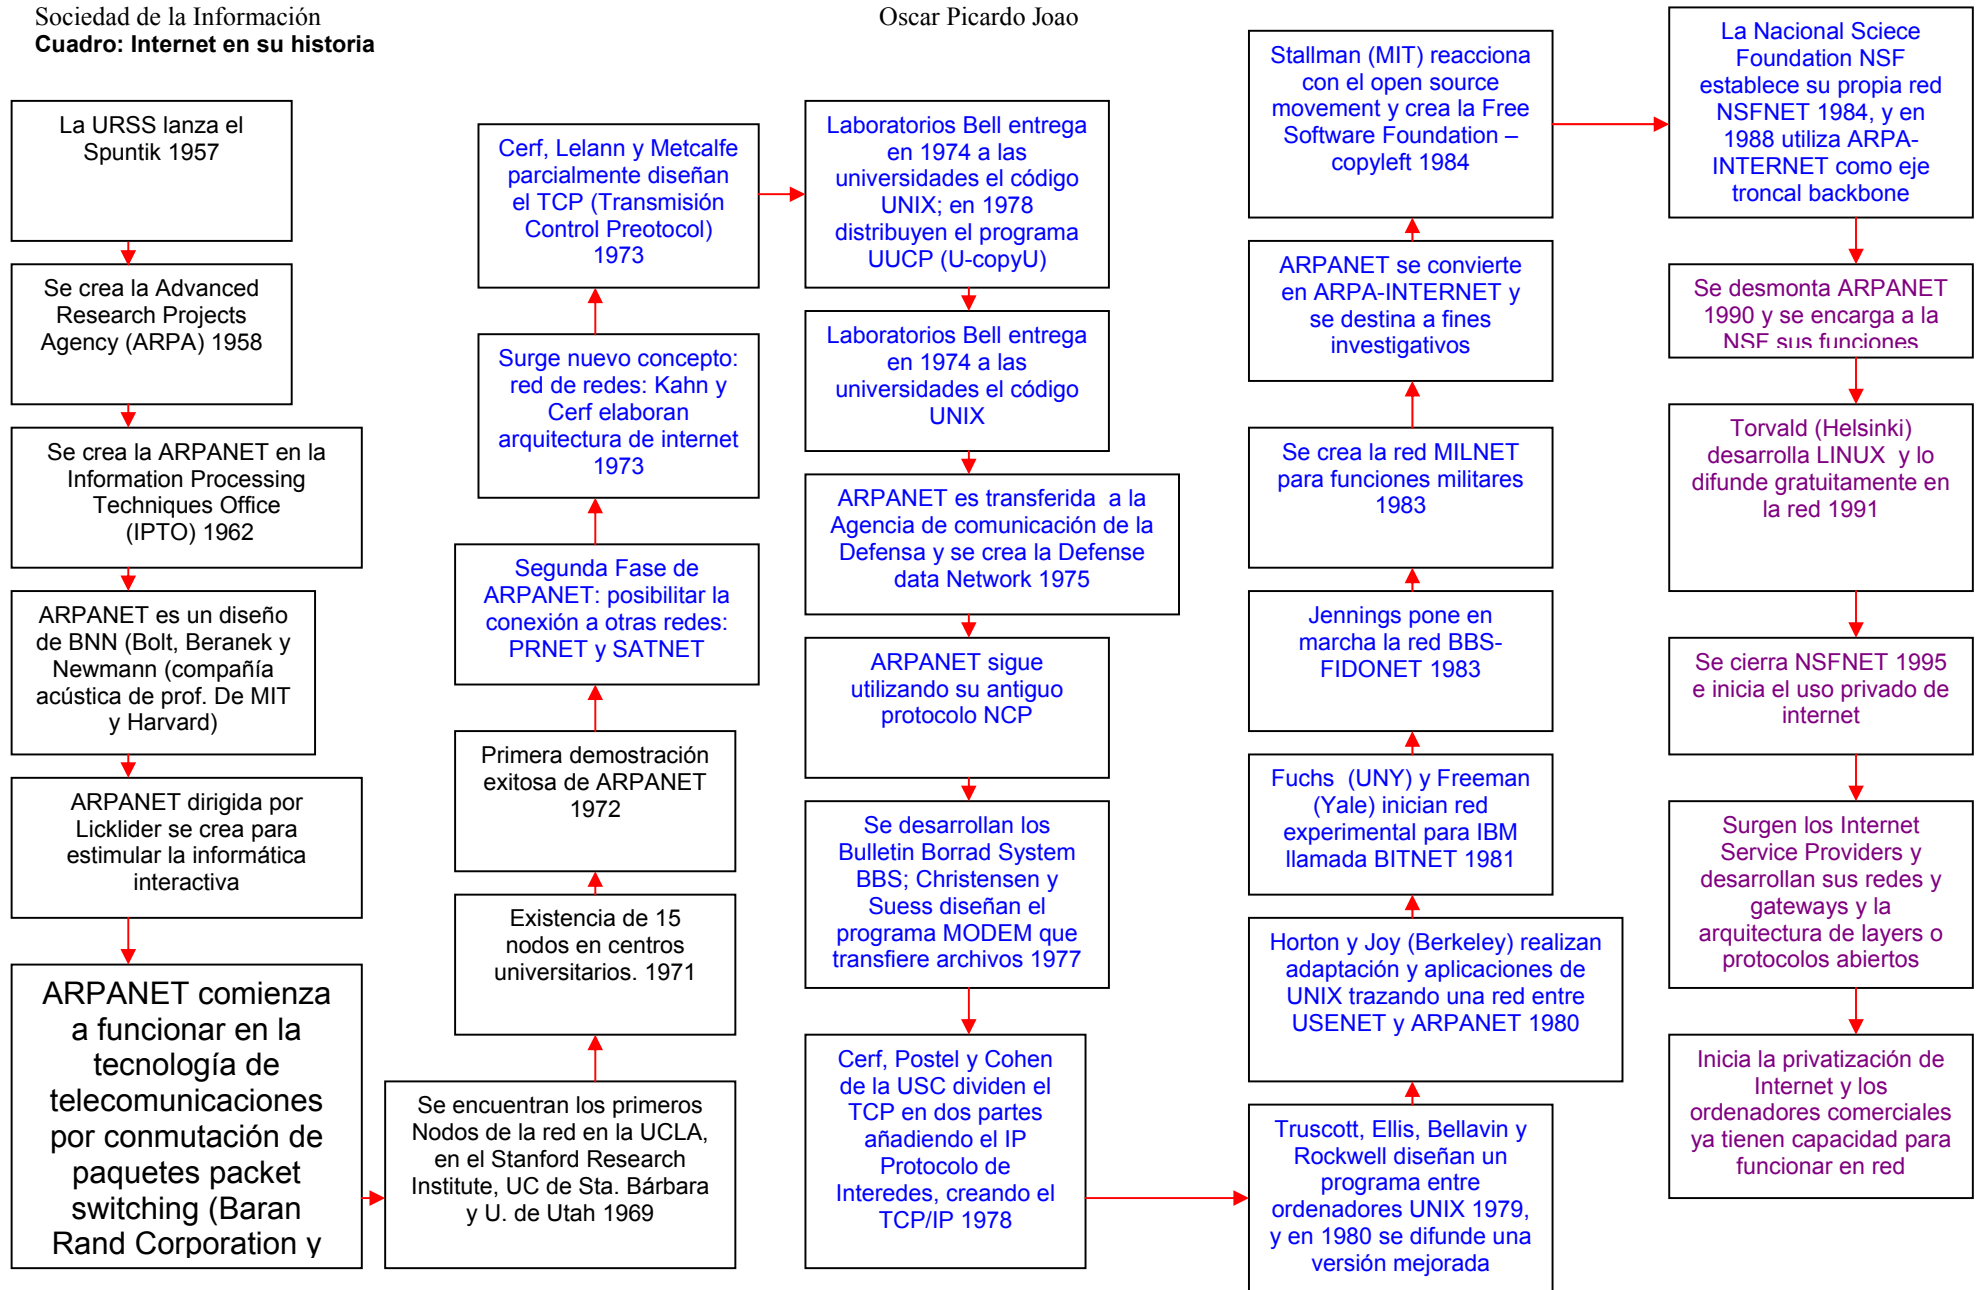 Sociedad de la Información
Oscar Picardo Joao
Cuadro: Internet en su historia
La URSS lanza el
Spuntik 1957
Se crea la Advanced
Research Projects
Agency (ARPA) 1958
Se crea la ARPANET en la
Information Processing
Techniques Office
(IPTO) 1962
ARPANET es un diseño
de BNN (Bolt, Beranek y
Newmann (compañía
acústica de prof. De MIT
y Harvard)
ARPANET dirigida por
Licklider se crea para
estimular la informática
interactiva
ARPANET comienza
a funcionar en la
tecnología de
telecomunicaciones
por conmutación de
paquetes packet
switching (Baran
Rand Corporation y
Se encuentran los primeros
Nodos de la red en la UCLA,
en el Stanford Research
Institute, UC de Sta. Bárbara
y U. de Utah 1969
Existencia de 15
nodos en centros
universitarios. 1971
Primera demostración
exitosa de ARPANET
1972
Segunda Fase de
ARPANET: posibilitar la
conexión a otras redes:
PRNET y SATNET
Surge nuevo concepto:
red de redes: Kahn y
Cerf elaboran
arquitectura de internet
1973
Cerf, Lelann y Metcalfe
parcialmente diseñan
el TCP (Transmisión
Control Preotocol)
1973
Laboratorios Bell entrega
en 1974 a las
universidades el código
UNIX; en 1978
distribuyen el programa
UUCP (U-copyU)
Laboratorios Bell entrega
en 1974 a las
universidades el código
UNIX
ARPANET es transferida a la
Agencia de comunicación de la
Defensa y se crea la Defense
data Network 1975
ARPANET sigue
utilizando su antiguo
protocolo NCP
Se desarrollan los
Bulletin Borrad System
BBS; Christensen y
Suess diseñan el
programa MODEM que
transfiere archivos 1977
Cerf, Postel y Cohen
de la USC dividen el
TCP en dos partes
añadiendo el IP
Protocolo de
Interedes, creando el
TCP/IP 1978
Truscott, Ellis, Bellavin y
Rockwell diseñan un
programa entre
ordenadores UNIX 1979,
y en 1980 se difunde una
versión mejorada
Horton y Joy (Berkeley) realizan
adaptación y aplicaciones de
UNIX trazando una red entre
USENET y ARPANET 1980
Fuchs (UNY) y Freeman
(Yale) inician red
experimental para IBM
llamada BITNET 1981
Jennings pone en
marcha la red BBS-
FIDONET 1983
Se crea la red MILNET
para funciones militares
1983
ARPANET se convierte
en ARPA-INTERNET y
se destina a fines
investigativos
Stallman (MIT) reacciona
con el open source
movement y crea la Free
Software Foundation –
copyleft 1984
La Nacional Sciece
Foundation NSF
establece su propia red
NSFNET 1984, y en
1988 utiliza ARPA-
INTERNET como eje
troncal backbone
Se desmonta ARPANET
1990 y se encarga a la
NSF sus funciones
Torvald (Helsinki)
desarrolla LINUX y lo
difunde gratuitamente en
la red 1991
Se cierra NSFNET 1995
e inicia el uso privado de
internet
Surgen los Internet
Service Providers y
desarrollan sus redes y
gateways y la
arquitectura de layers o
protocolos abiertos
Inicia la privatización de
Internet y los
ordenadores comerciales
ya tienen capacidad para
funcionar en red